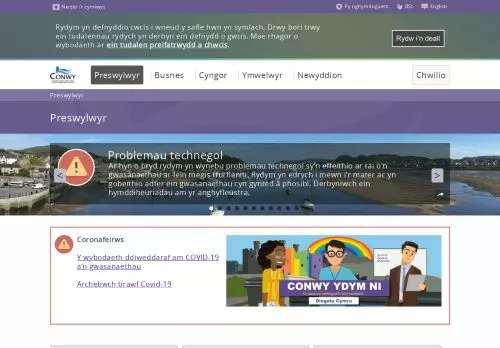 Neidio i'r cynnwys
Fy nghymdogaeth BSL English
Rydym yn defnyddio cwcis i wneud y safle hwn yn symlach. Drwy bori trwy
ein tudalennau rydych yn derbyn ein defnydd o gwcis. Mae rhagor o
wybodaeth ar ein tudalen preifatrwydd a chwcis.
Rydw i'n deall
CONWY
Preswylwyr Busnes Cyngor Ymwelwyr Newyddion Chwilio
Preswylwyr
Preswylwyr
Problemau technegol
Ar hyn o bryd rydym yn wynebu problemau technegol sy'n effeithio ar rai o'n
gwasanaethau ar-lein megis ffurflenni. Rydym yn edrych i mewn i'r mater ac yn
gobeithio adfer ein gwasanaethau cyn gynted â phosibl. Derbyniwch ein
hymddiheuriadau am yr anghyfleustra.
<
>
Coronafeirws
Y wybodaeth ddiweddaraf am COVID-19
a'n gwasanaethau
Archebwch brawf Covid-19
CONWY YDYM NI
Diogelu Cymru